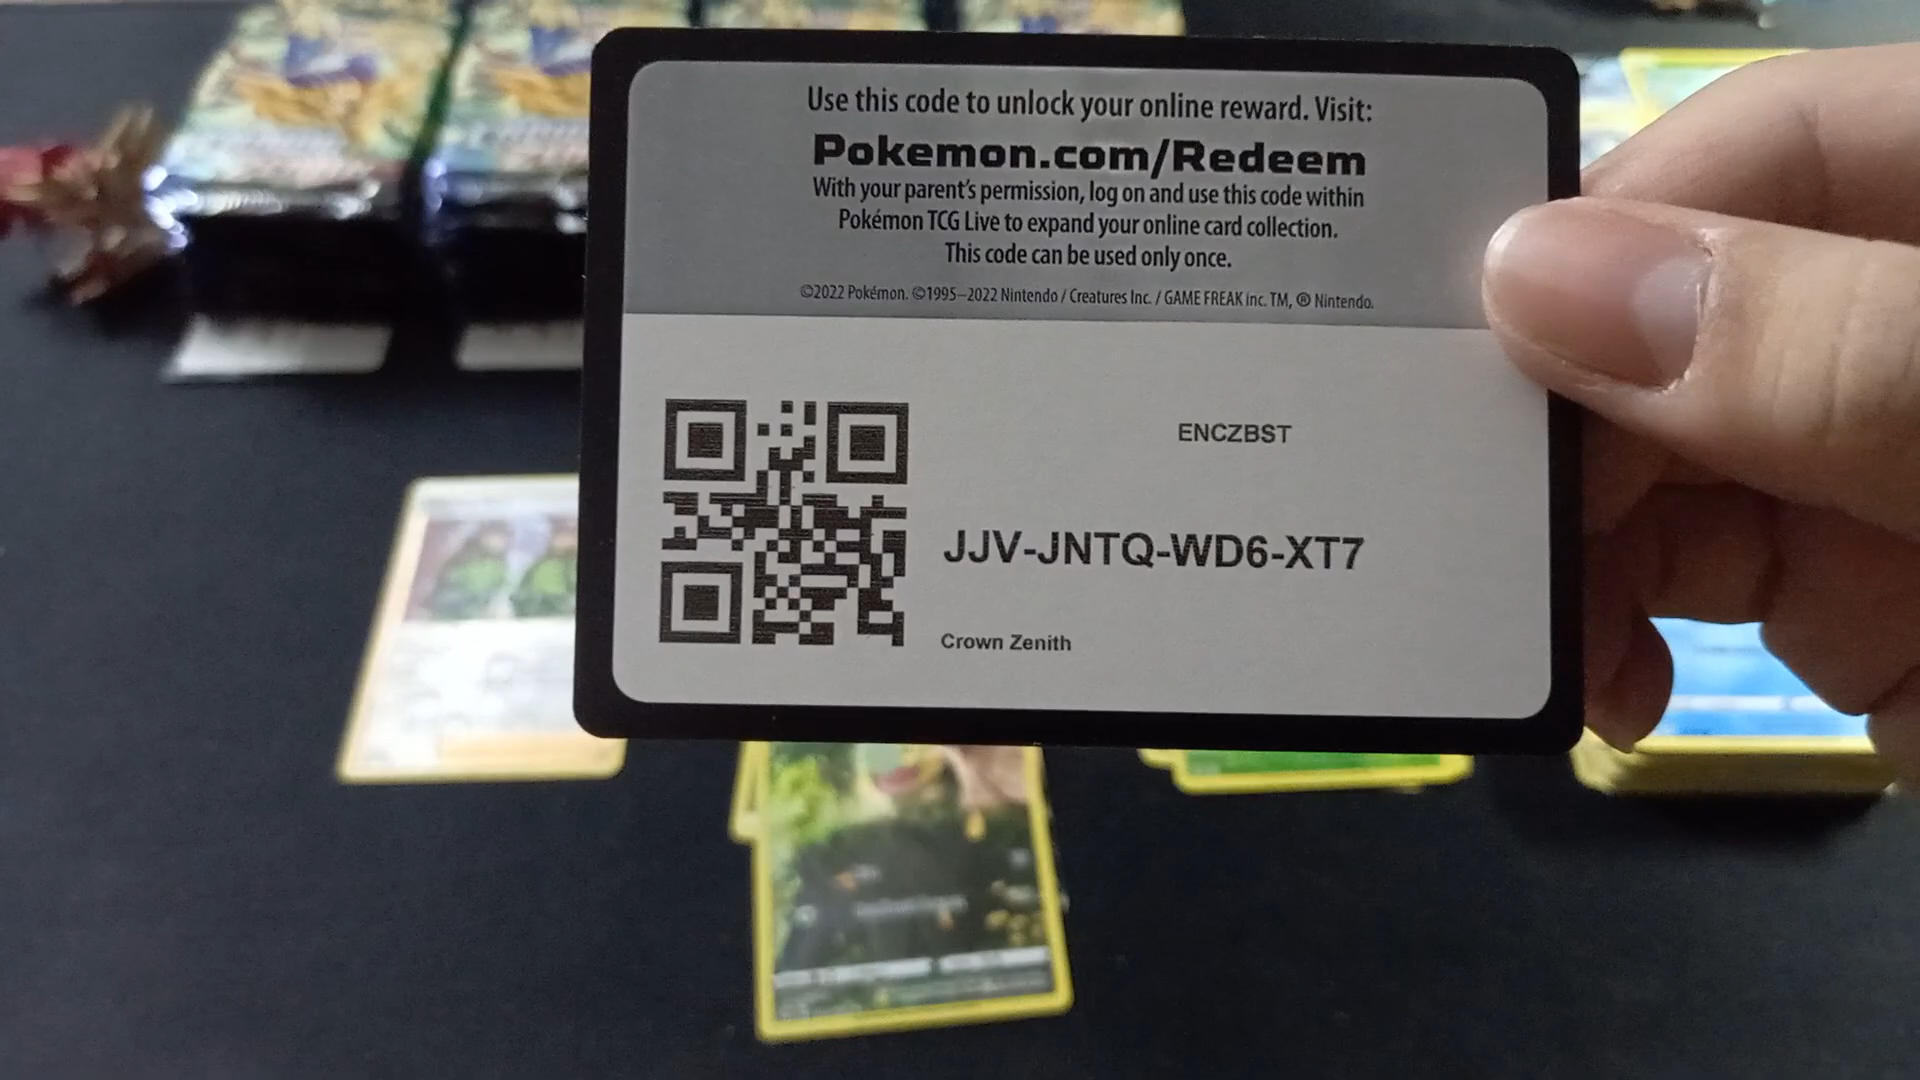 Use this code to unlock your online reward. Visit:
Pokemon.com/Redeem
With your parent's permission, log on and use this code within
Pokémon TCG Live to expand your online card collection.
This code can be used only once.
©2022 Pokémon. ©1995–2022 Nintendo / Creatures Inc. / GAME FREAK inc. TM, ® Nintendo.
ENCZBST
JJV-JNTQ-WD6-XT7
Crown Zenith